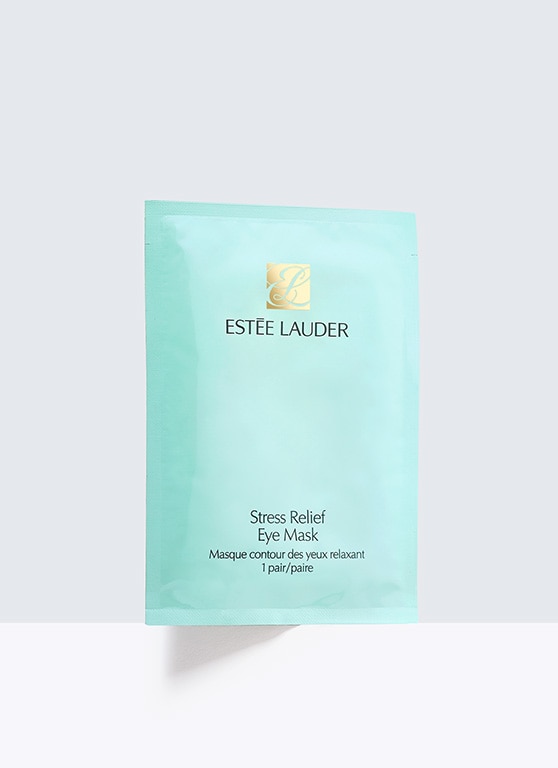 ESTĒE LAUDER
Stress Relief
Eye Mask
Masque contour des yeux relaxant
1 pair/paire